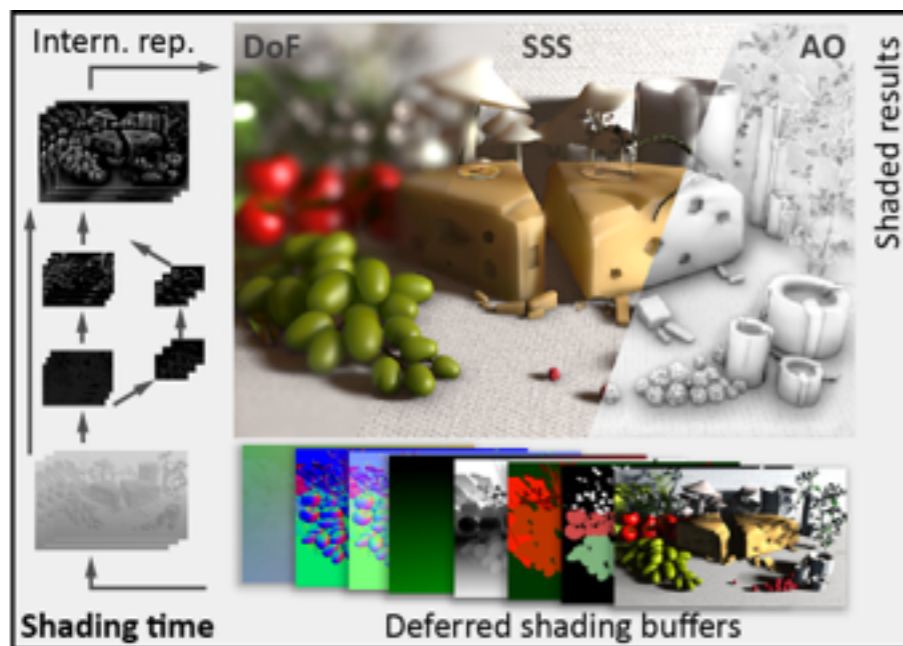 Intern. rep.
DoF SSS AO
Shaded results
Shading time
Deferred shading buffers